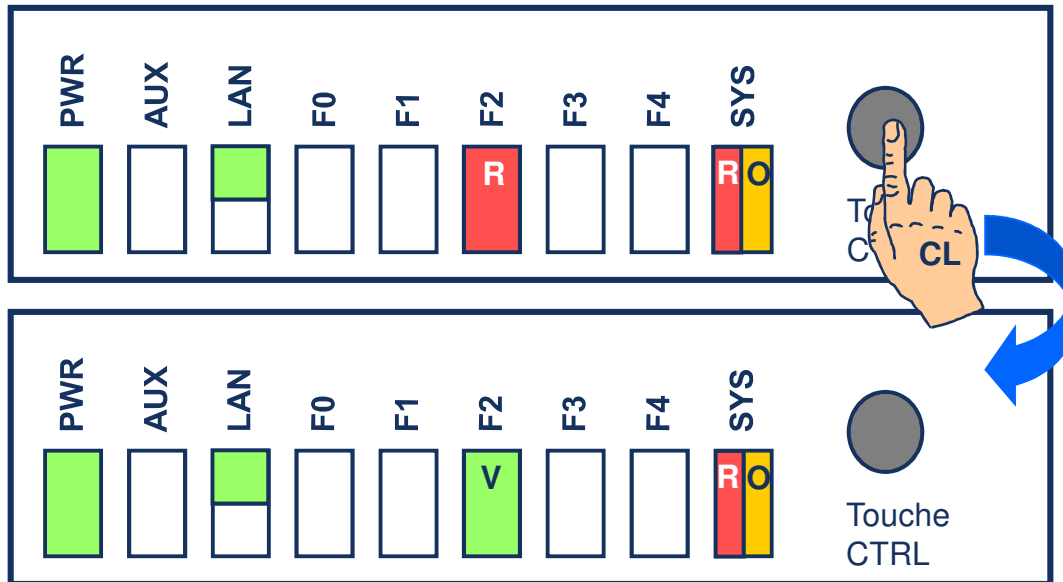 PWR AUX LAN F0 F1 F2 F3 F4 SYS
R R O
CL
PWR AUX LAN F0 F1 F2 F3 F4 SYS
V R O
Touche
CTRL